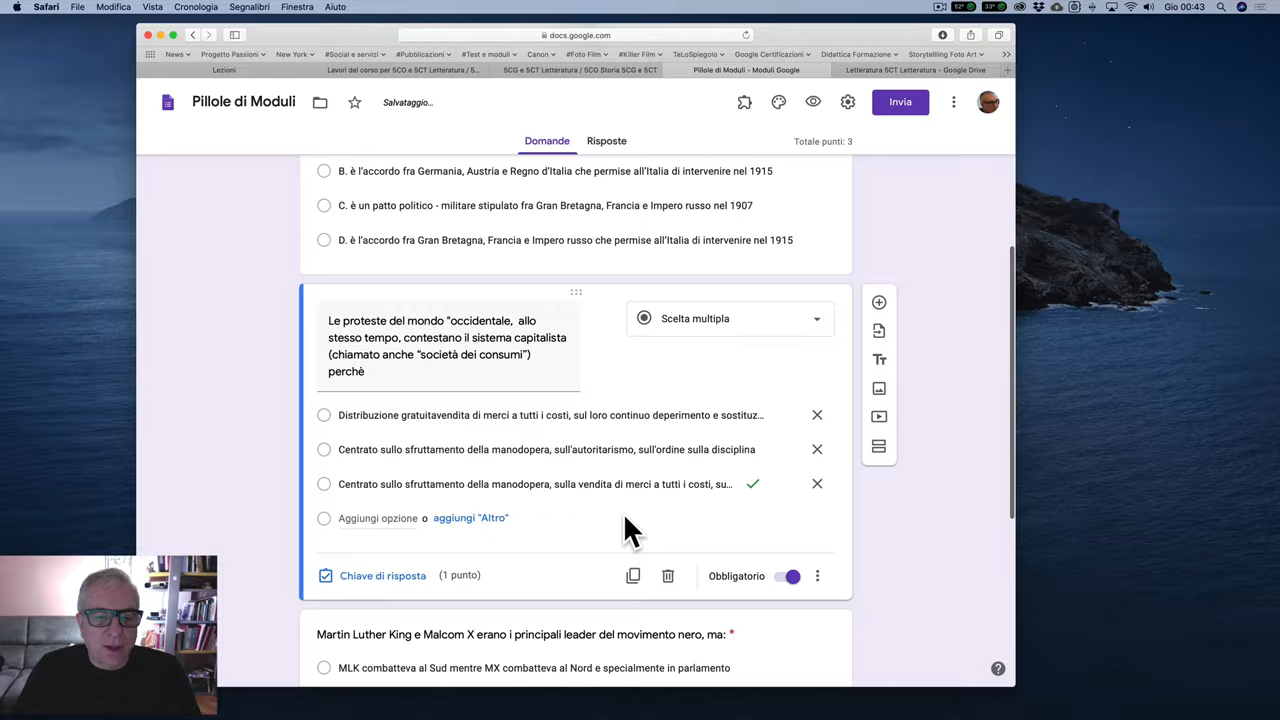 Safari File Modifica Vista Cronologia Segnalibri Finestra Aiuto 52° 33° Gio 00:43
docs.google.com
News Progetto Passioni New York #Social e servizi #Pubblicazioni #Test e moduli Canon #Foto Film #Killer Film TeLoSpiegolo Google Certificazioni Didattica Formazione Storytelling Foto Art
Lezioni Lavori del corso per 5CG e 5CT Letteratura / 5... 5CG e 5CT Letteratura / 5CG Storia 5CG e 5CT Pillole di Moduli - Moduli Google Letteratura 5CT Letteratura - Google Drive
Pillole di Moduli Salvataggio... Invia
Domande Risposte Totale punti: 3
B. è l'accordo fra Germania, Austria e Regno d'Italia che permise all'Italia di intervenire nel 1915
C. è un patto politico - militare stipulato fra Gran Bretagna, Francia e Impero russo nel 1907
D. è l'accordo fra Gran Bretagna, Francia e Impero russo che permise all'Italia di intervenire nel 1915
Le proteste del mondo "occidentale,  allo
stesso tempo, contestano il sistema capitalista
(chiamato anche "società dei consumi")
perchè
Scelta multipla
Distribuzione gratuitavendita di merci a tutti i costi, sul loro continuo deperimento e sostituz...
Centrato sullo sfruttamento della manodopera, sull'autoritarismo, sull'ordine sulla disciplina
Centrato sullo sfruttamento della manodopera, sulla vendita di merci a tutti i costi, su...
Aggiungi opzione o aggiungi "Altro"
Chiave di risposta (1 punto) Obbligatorio
Martin Luther King e Malcom X erano i principali leader del movimento nero, ma: *
MLK combatteva al Sud mentre MX combatteva al Nord e specialmente in parlamento